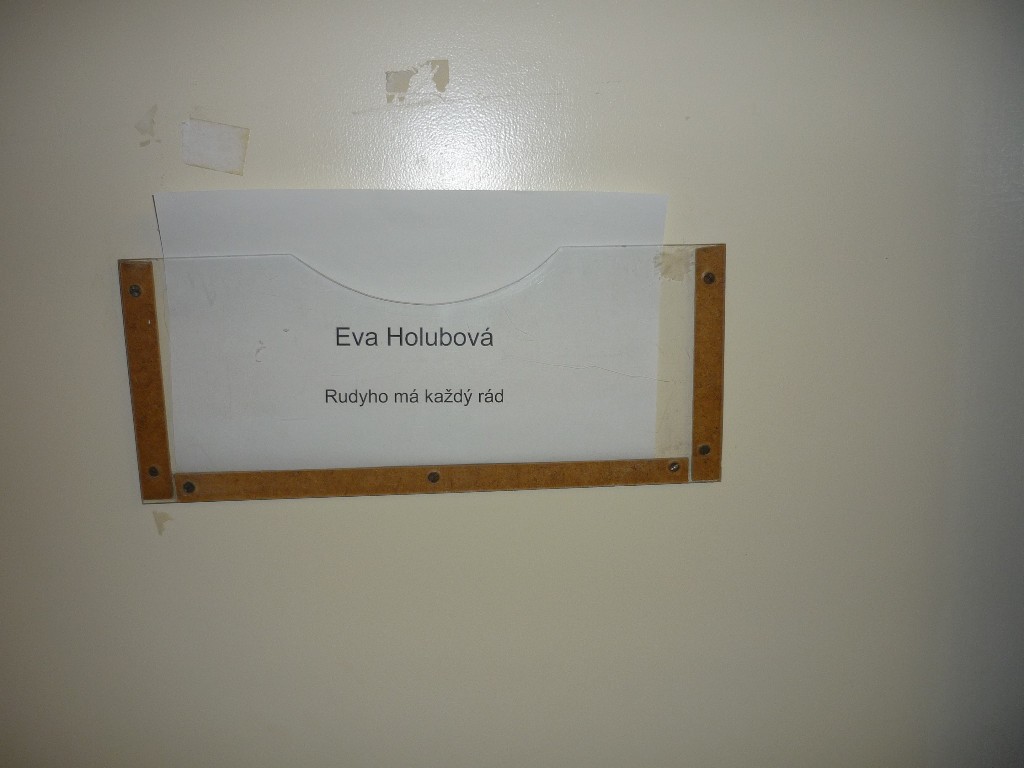 Eva Holubová
Rudyho má každý rád